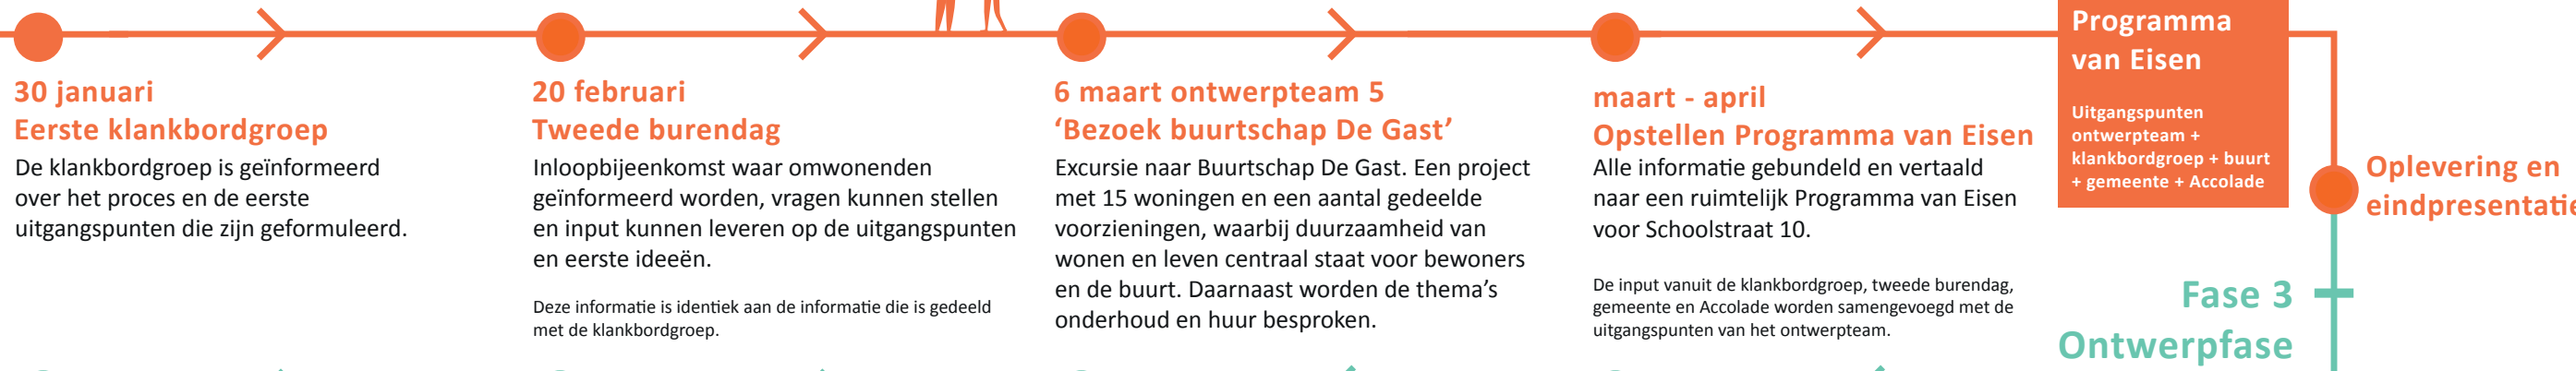 30 januari
Eerste klankbordgroep
De klankbordgroep is geïnformeerd
over het proces en de eerste
uitgangspunten die zijn geformuleerd.
20 februari
Tweede burendag
Inloopbijeenkomst waar omwonenden
geïnformeerd worden, vragen kunnen stellen
en input kunnen leveren op de uitgangspunten
en eerste ideeën.
Deze informatie is identiek aan de informatie die is gedeeld
met de klankbordgroep.
6 maart ontwerpteam 5
‘Bezoek buurtschap De Gast’
Excursie naar Buurtschap De Gast. Een project
met 15 woningen en een aantal gedeelde
voorzieningen, waarbij duurzaamheid van
wonen en leven centraal staat voor bewoners
en de buurt. Daarnaast worden de thema’s
onderhoud en huur besproken.
maart - april
Opstellen Programma van Eisen
Alle informatie gebundeld en vertaald
naar een ruimtelijk Programma van Eisen
voor Schoolstraat 10.
De input vanuit de klankbordgroep, tweede burendag,
gemeente en Accolade worden samengevoegd met de
uitgangspunten van het ontwerpteam.
Programma
van Eisen
Uitgangspunten
ontwerpteam +
klankbordgroep + buurt
+ gemeente + Accolade
Oplevering en
eindpresentatie
Fase 3
Ontwerpfase